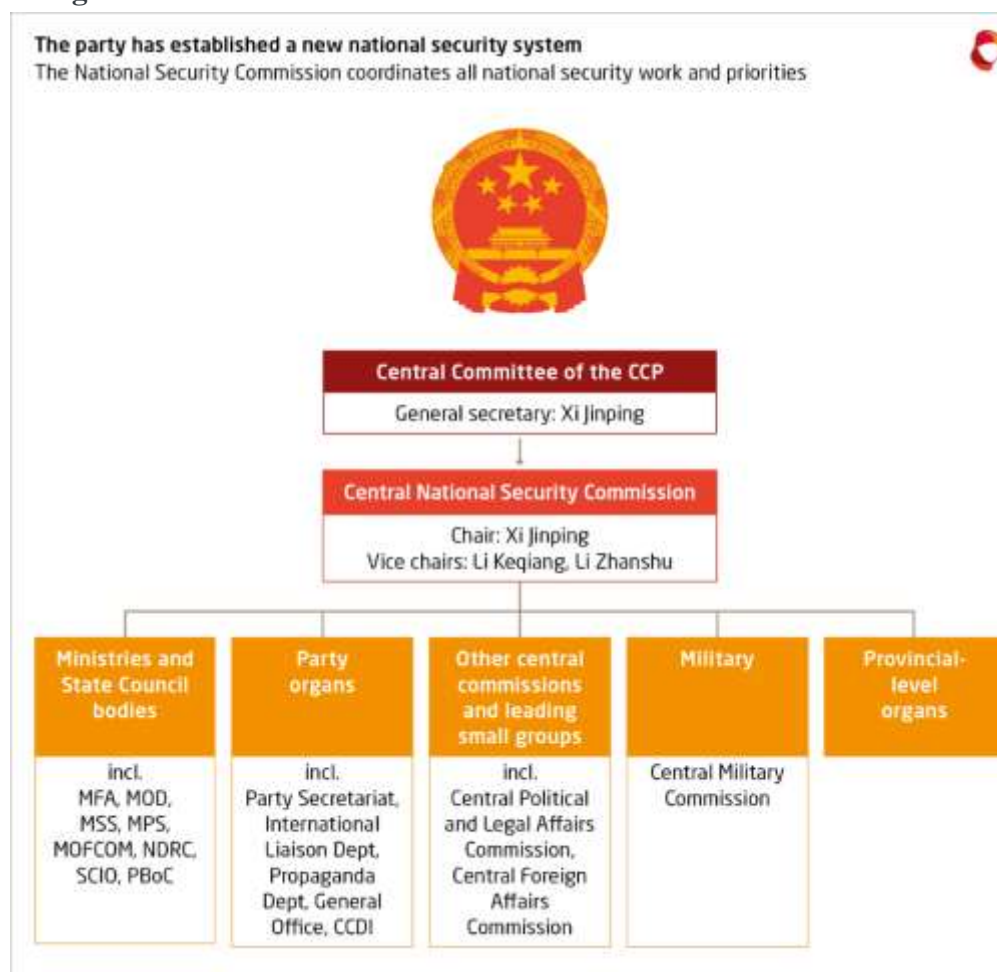 The party has established a new national security system
The National Security Commission coordinates all national security work and priorities
Central Committee of the CCP
General secretary: Xi Jinping
Central National Security Commission
Chair: Xi Jinping
Vice chairs: Li Keqiang, Li Zhanshu
Ministries and
State Council
bodies
incl.
MFA, MOD,
MSS, MPS,
MOFCOM, NDRC,
SCIO, PBoC
Party
organs
incl.
Party Secretariat,
International
Liaison Dept,
Propaganda
Dept, General
Office, CCDI
Other central
commissions
and leading
small groups
incl.
Central Political
and Legal Affairs
Commission,
Central Foreign
Affairs
Commission
Military
Central Military
Commission
Provincial-
level
organs